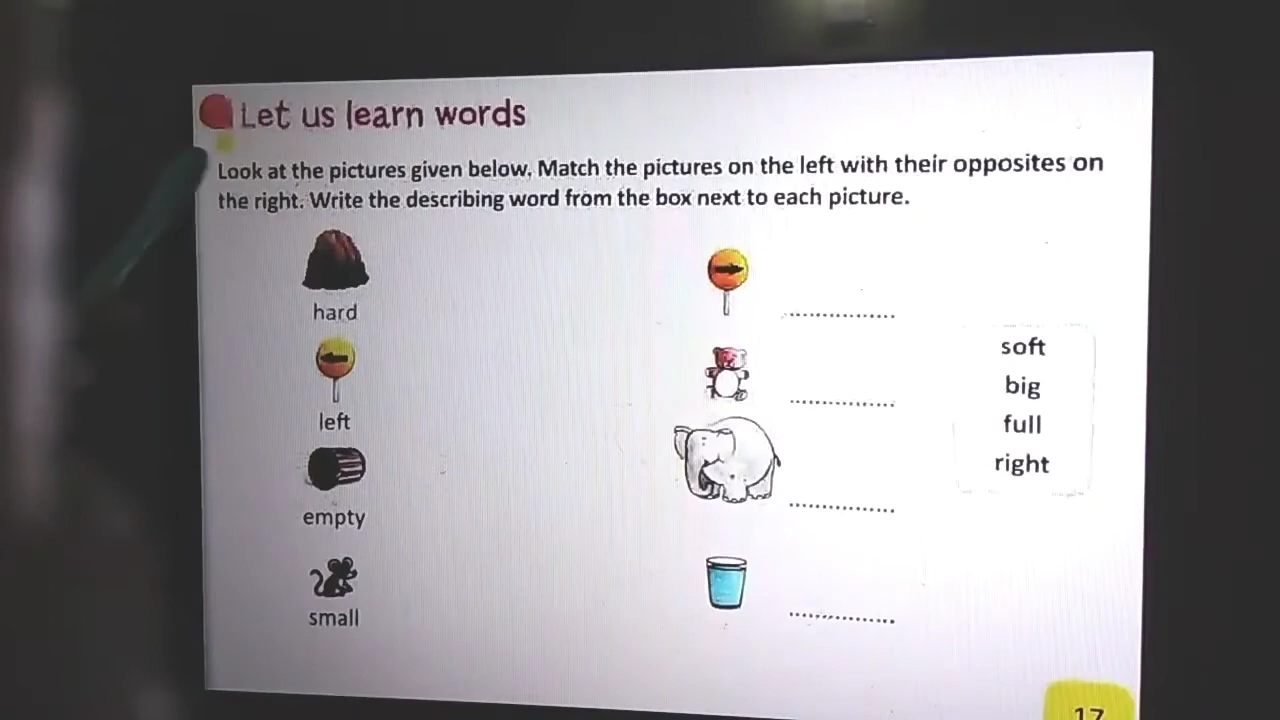 Let us learn words
Look at the pictures given below. Match the pictures on the left with their opposites on
the right. Write the describing word from the box next to each picture.
hard
left
empty
small
................
................
................
................
soft
big
full
right
17